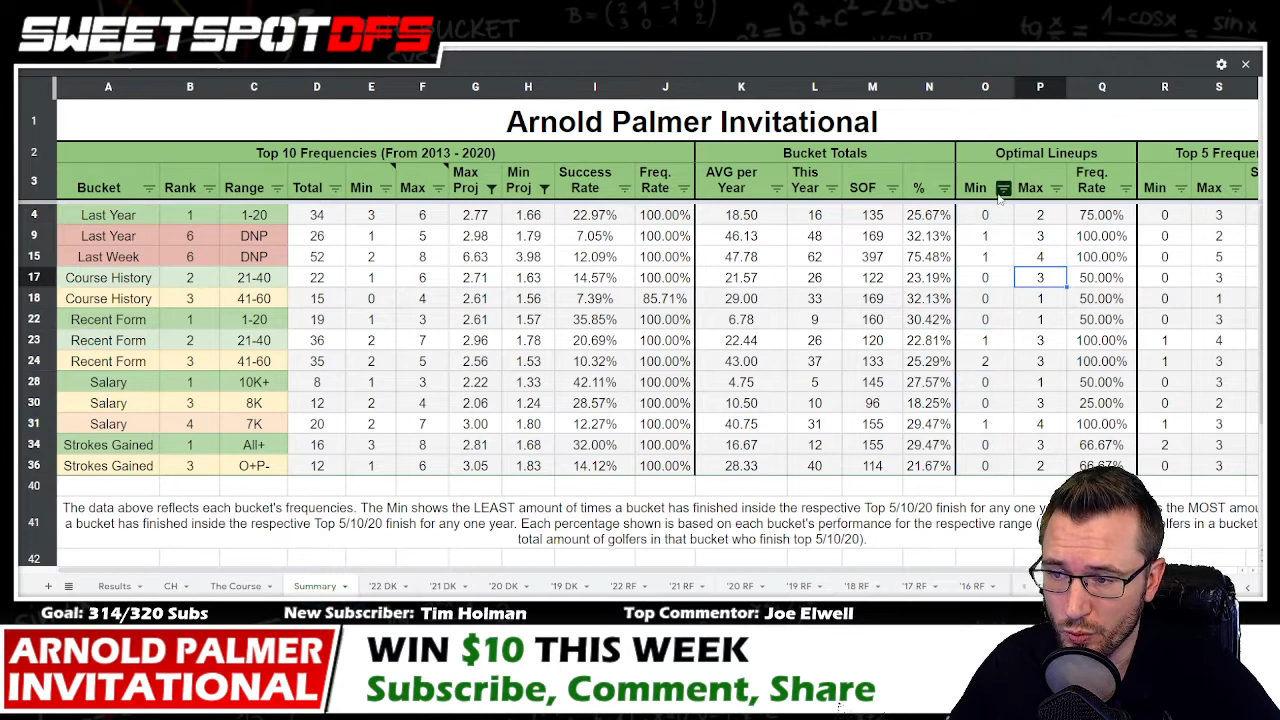 SWEETSPOTDFS
A B C D E F G H I J K L M N O P Q R S
1 Arnold Palmer Invitational
2 Top 10 Frequencies (From 2013 - 2020) Bucket Totals Optimal Lineups Top 5 Frequen
3 Bucket Rank Range Total Min Max Max Proj Min Proj Success Rate Freq. Rate AVG per Year This Year SOF % Min Max Freq. Rate Min Max S
4 Last Year 1 1-20 34 3 6 2.77 1.66 22.97% 100.00% 18.50 16 135 25.67% 0 2 75.00% 0 3
9 Last Year 6 DNP 26 1 5 2.98 1.79 7.05% 100.00% 46.13 48 169 32.13% 1 3 100.00% 0 2
15 Last Week 6 DNP 52 2 8 6.63 3.98 12.09% 100.00% 47.78 62 397 75.48% 1 4 100.00% 0 5
17 Course History 2 21-40 22 1 6 2.71 1.63 14.57% 100.00% 21.57 26 122 23.19% 0 3 50.00% 0 3
18 Course History 3 41-60 15 1 4 2.61 1.56 7.39% 85.71% 29.00 33 169 32.13% 0 1 50.00% 0 1
22 Recent Form 1 1-20 19 1 3 2.61 1.57 35.85% 100.00% 6.78 9 160 30.42% 0 1 50.00% 0 3
23 Recent Form 2 21-40 36 2 7 2.96 1.78 20.69% 100.00% 22.44 26 120 22.81% 1 3 100.00% 1 4
24 Recent Form 3 41-60 35 2 5 2.56 1.53 10.32% 100.00% 43.00 37 133 25.29% 2 3 100.00% 1 3
28 Salary 1 10K+ 8 1 3 2.22 1.33 42.11% 100.00% 4.75 5 145 27.57% 0 1 50.00% 0 3
30 Salary 3 8K 12 2 4 2.06 1.24 28.57% 100.00% 10.50 10 96 18.25% 0 3 25.00% 0 2
31 Salary 4 7K 20 2 7 3.00 1.80 12.27% 100.00% 40.75 31 155 29.47% 1 4 100.00% 1 3
34 Strokes Gained 1 All+ 16 3 8 2.81 1.68 32.00% 100.00% 16.67 12 155 29.47% 0 3 66.67% 2 3
36 Strokes Gained 3 O+P- 12 1 6 3.05 1.83 14.12% 100.00% 28.33 40 114 21.67% 0 2 66.67% 0 3
40
The data above reflects each bucket's frequencies. The Min shows the LEAST amount of times a bucket has finished inside the respective Top 5/10/20 finish for any one ye s the MOST amou
41 a bucket has finished inside the respective Top 5/10/20 finish for any one year. Each percentage shown is based on each bucket's performance for the respective range ( golfers in a bucket
total amount of golfers in that bucket who finish top 5/10/20).
42
+ Results CH The Course Summary '22 DK '21 DK '20 DK '19 DK '22 RF '21 RF '20 RF '19 RF '18 RF '17 RF '16 RF
Goal: 314/320 Subs New Subscriber: Tim Holman Top Commentor: Joe Elwell
ARNOLD PALMER
INVITATIONAL
WIN $10 THIS WEEK
Subscribe, Comment, Share